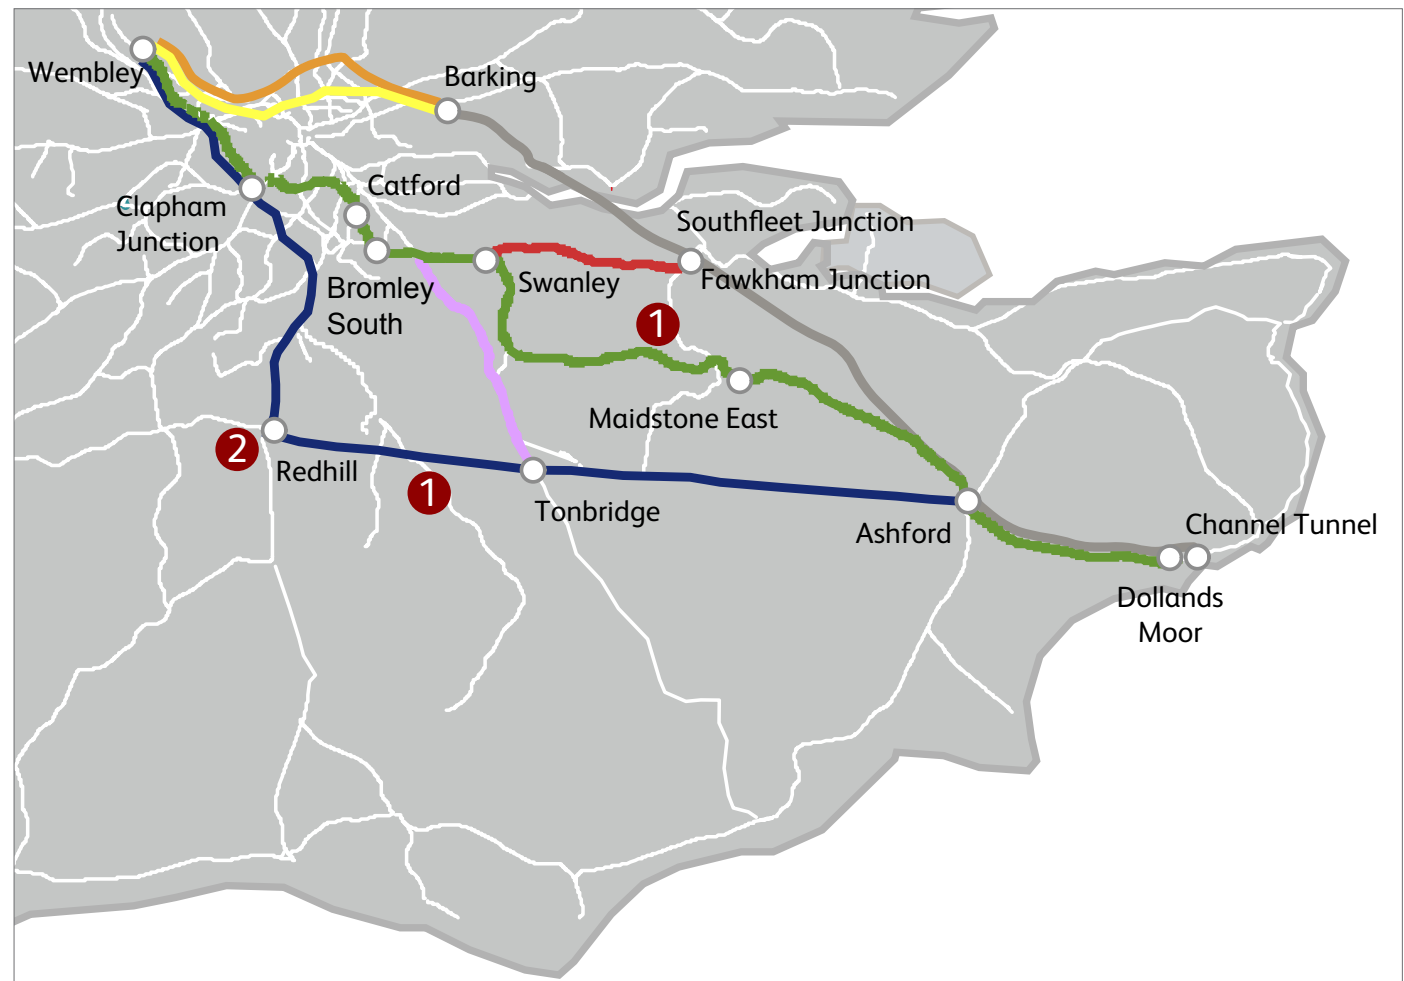 Wembley
Barking
Catford
Clapham
Junction
Southfleet Junction
Fawkham Junction
Swanley
Bromley
South
1
Maidstone East
2
Redhill
1
Tonbridge
Ashford
Channel Tunnel
Dollands
Moor